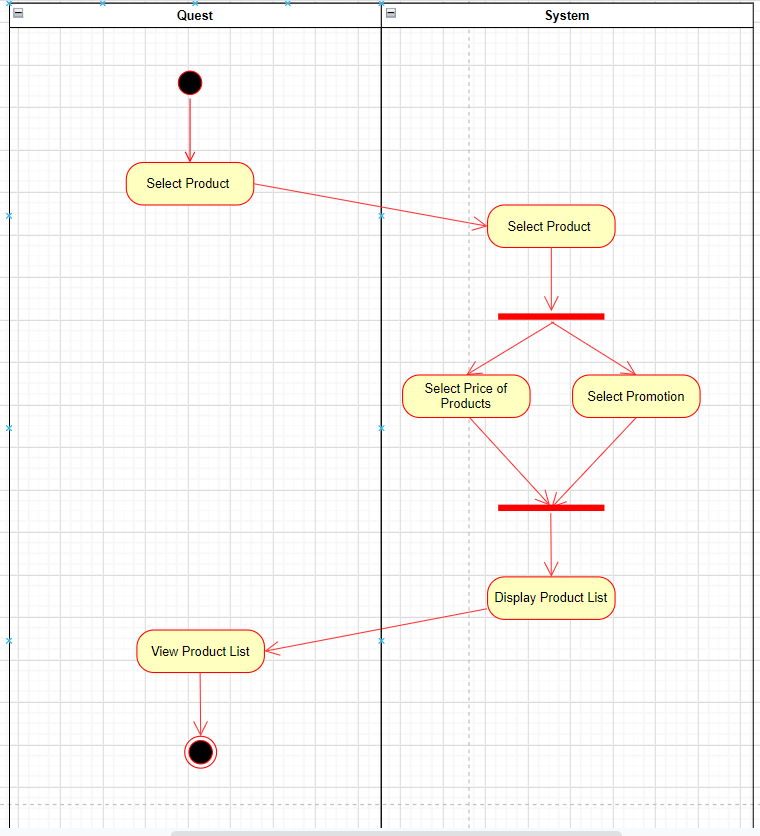 Quest
System
Select Product
Select Product
Select Price of
Products
Select Promotion
Display Product List
View Product List